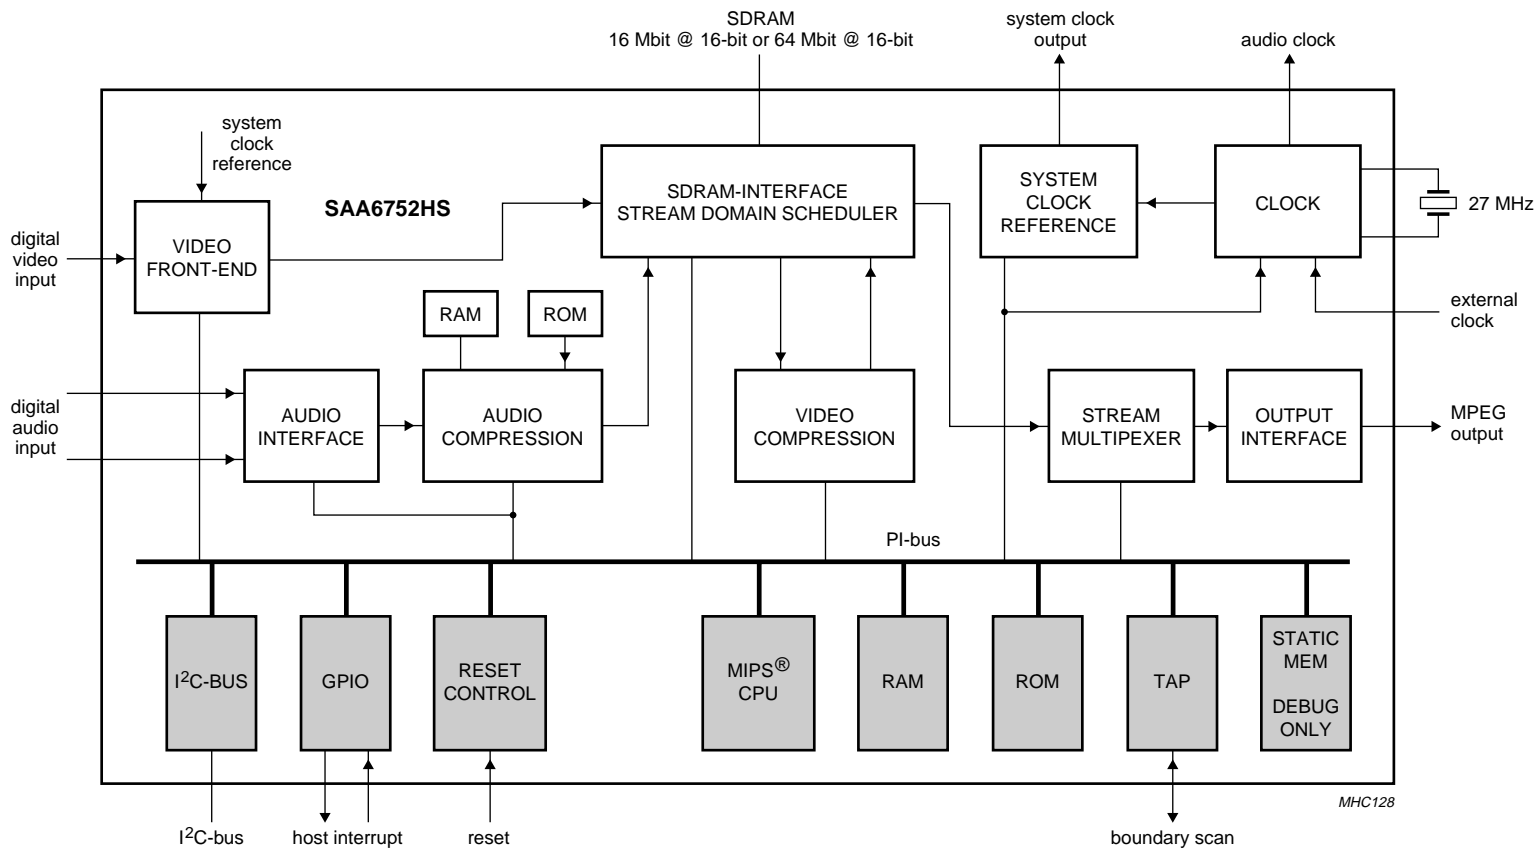 SDRAM
16 Mbit @ 16-bit or 64 Mbit @ 16-bit
system clock
output
audio clock
system
clock
reference
SAA6752HS
digital
video
input
VIDEO
FRONT-END
SDRAM-INTERFACE
STREAM DOMAIN SCHEDULER
SYSTEM
CLOCK
REFERENCE
CLOCK
27 MHz
RAM
ROM
external
clock
digital
audio
input
AUDIO
INTERFACE
AUDIO
COMPRESSION
VIDEO
COMPRESSION
STREAM
MULTIPEXER
OUTPUT
INTERFACE
MPEG
output
PI-bus
I²C-BUS
GPIO
RESET
CONTROL
MIPS®
CPU
RAM
ROM
TAP
STATIC
MEM
DEBUG
ONLY
MHC128
I²C-bus
host interrupt
reset
boundary scan